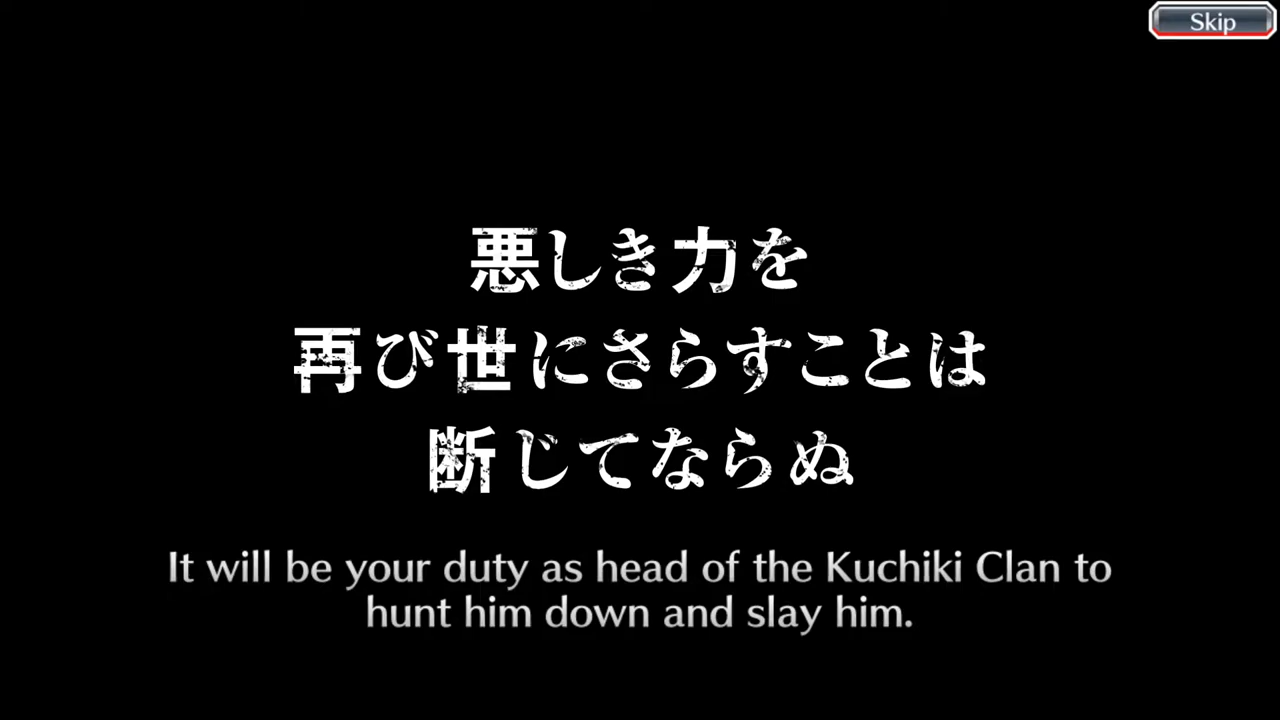 Skip
悪しき力を
再び世にさらすことは
断じてならぬ
It will be your duty as head of the Kuchiki Clan to
hunt him down and slay him.